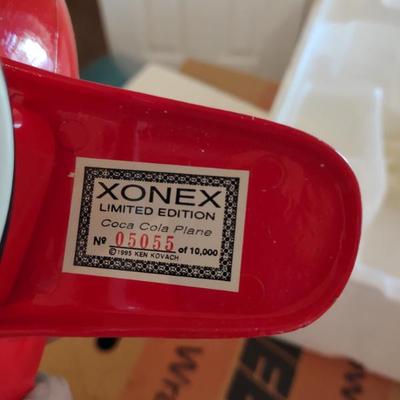 XONEX
LIMITED EDITION
Coca Cola Plane
Nº 05055 of 10,000
©1995 KEN KOVACH